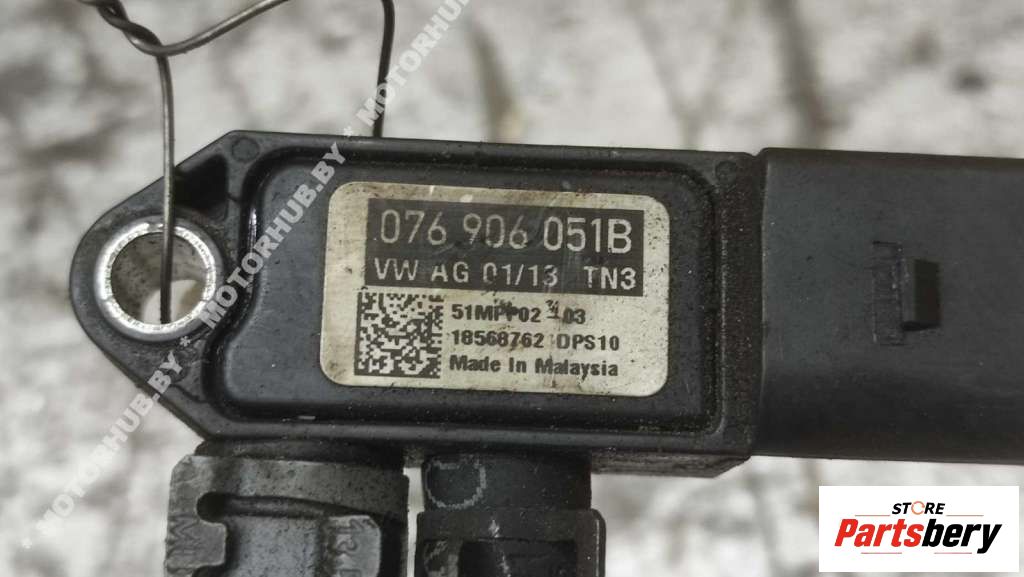 * MOTORHUB.BY * MOTORHUB.BY * MOTORHUB
076 906 051B
VW AG 01/13 TN3
03
18568762 DPS10
Made In Malaysia
STORE
Partsbery